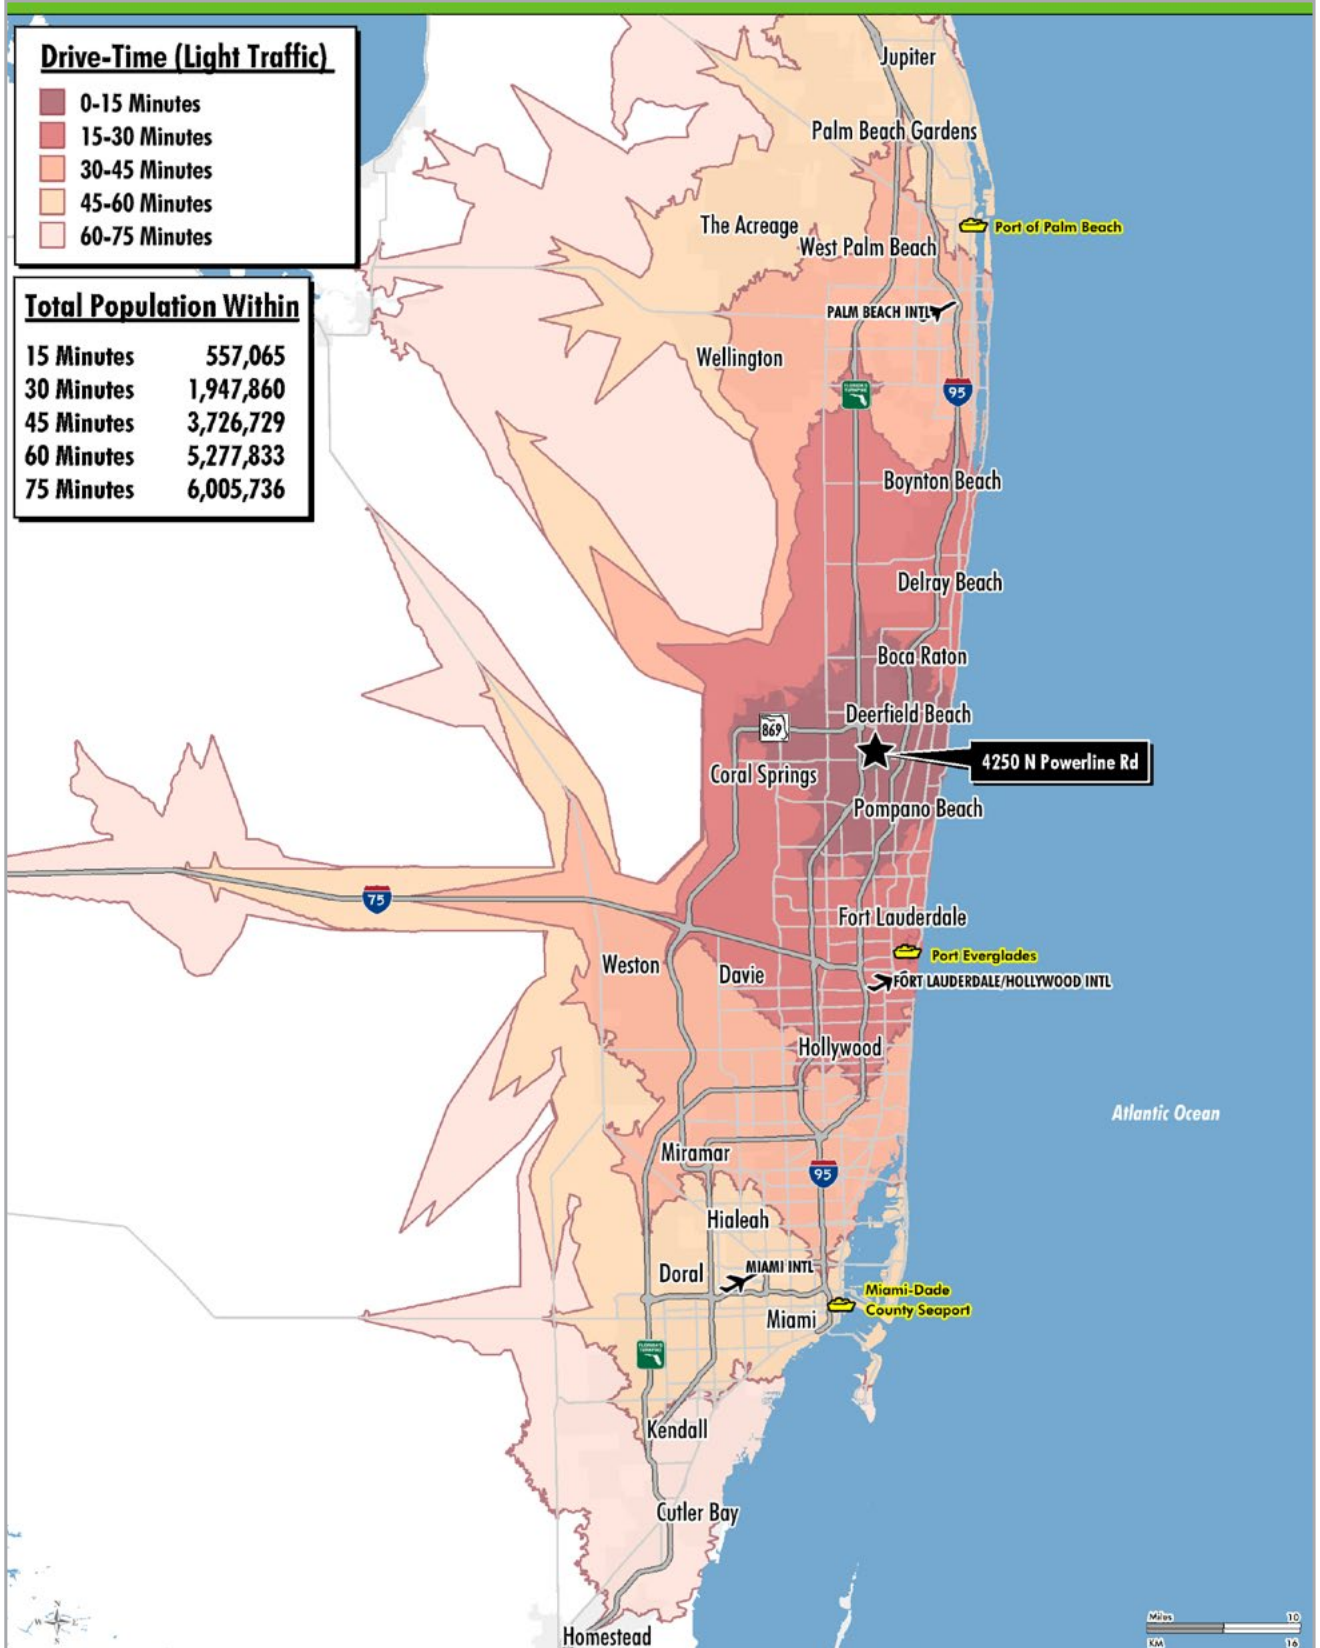 Drive-Time (Light Traffic)
0-15 Minutes
15-30 Minutes
30-45 Minutes
45-60 Minutes
60-75 Minutes
Total Population Within
15 Minutes 557,065
30 Minutes 1,947,860
45 Minutes 3,726,729
60 Minutes 5,277,833
75 Minutes 6,005,736
Jupiter
Palm Beach Gardens
The Acreage
Port of Palm Beach
West Palm Beach
PALM BEACH INTL
Wellington
FLORIDA'S
TURNPIKE
95
Boynton Beach
Delray Beach
Boca Raton
Deerfield Beach
869
4250 N Powerline Rd
Coral Springs
Pompano Beach
75
Fort Lauderdale
Port Everglades
Weston
Davie
FORT LAUDERDALE/HOLLYWOOD INTL
Hollywood
Atlantic Ocean
Miramar
95
Hialeah
Doral
MIAMI INTL
Miami-Dade
County Seaport
Miami
FLORIDA'S
TURNPIKE
Kendall
Cutler Bay
N
W E
S
Miles 10
KM 16
Homestead